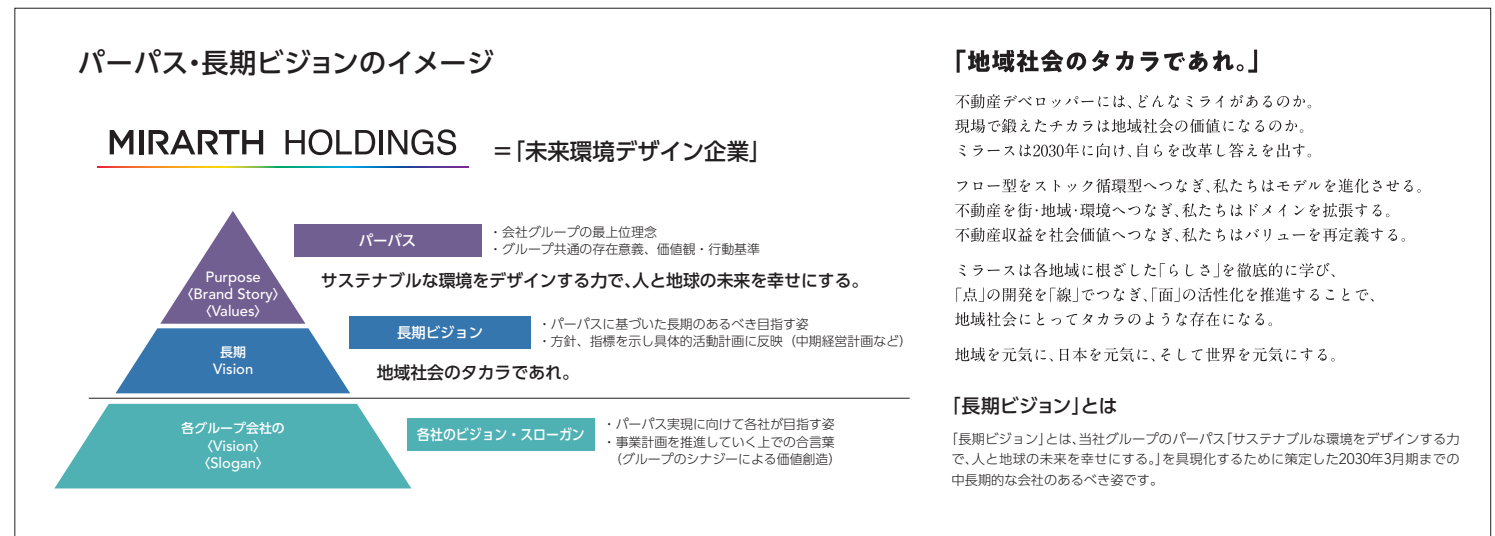 パーパス・長期ビジョンのイメージ
MIRARTH HOLDINGS
=「未来環境デザイン企業」
Purpose
〈Brand Story〉
〈Values〉
パーパス
・会社グループの最上位理念
・グループ共通の存在意義、価値観・行動基準
サステナブルな環境をデザインする力で、人と地球の未来を幸せにする。
長期
Vision
長期ビジョン
・パーパスに基づいた長期のあるべき目指す姿
・方針、指標を示し具体的活動計画に反映(中期経営計画など)
地域社会のタカラであれ。
各グループ会社の
〈Vision〉
〈Slogan〉
各社のビジョン・スローガン
・パーパス実現に向けて各社が目指す姿
・事業計画を推進していく上での合言葉
(グループのシナジーによる価値創造)
「地域社会のタカラであれ。」
不動産デベロッパーには、どんなミライがあるのか。
現場で鍛えたチカラは地域社会の価値になるのか。
ミラースは2030年に向け、自らを改革し答えを出す。
フロー型をストック循環型へつなぎ、私たちはモデルを進化させる。
不動産を街・地域・環境へつなぎ、私たちはドメインを拡張する。
不動産収益を社会価値へつなぎ、私たちはバリューを再定義する。
ミラースは各地域に根ざした「らしさ」を徹底的に学び、
「点」の開発を「線」でつなぎ、「面」の活性化を推進することで、
地域社会にとってタカラのような存在になる。
地域を元気に、日本を元気に、そして世界を元気にする。
「長期ビジョン」とは
「長期ビジョン」とは、当社グループのパーパス「サステナブルな環境をデザインする力
で、人と地球の未来を幸せにする。」を具現化するために策定した2030年3月期までの
中長期的な会社のあるべき姿です。